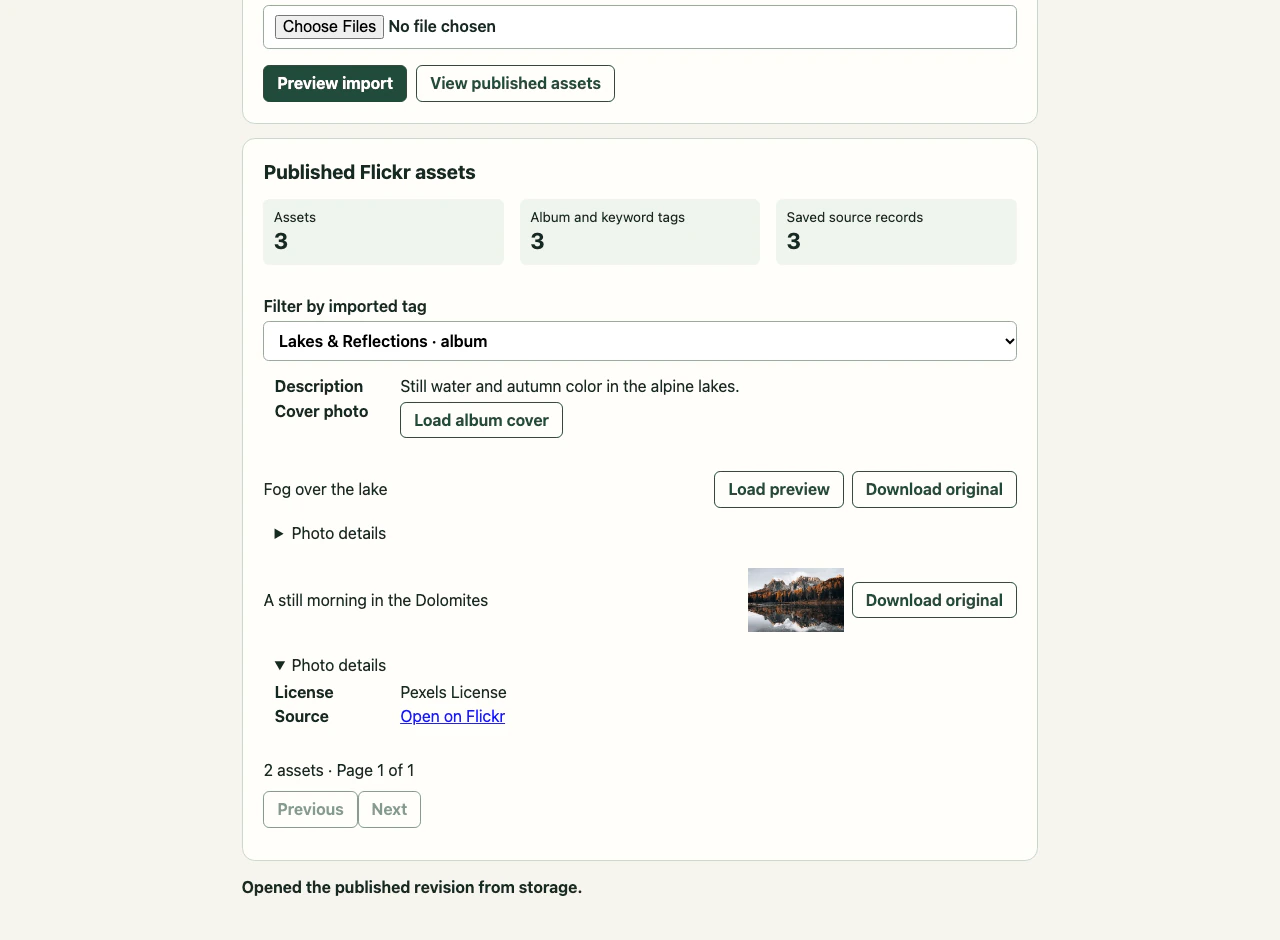 Choose Files No file chosen
Preview import View published assets
Published Flickr assets
Assets Album and keyword tags Saved source records
3 3 3
Filter by imported tag
Lakes & Reflections · album
Description Still water and autumn color in the alpine lakes.
Cover photo Load album cover
Fog over the lake Load preview Download original
▶ Photo details
A still morning in the Dolomites Download original
▼ Photo details
License Pexels License
Source Open on Flickr
2 assets · Page 1 of 1
Previous Next
Opened the published revision from storage.